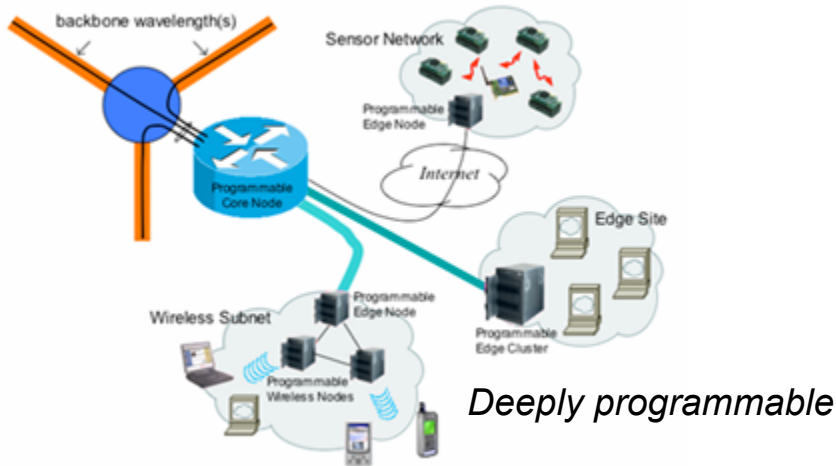 backbone wavelength(s)
Sensor Network
Programmable
Edge Node
Internet
Programmable
Core Node
Edge Site
Programmable
Edge Node
Wireless Subnet
Programmable
Edge Cluster
Programmable
Wireless Nodes
Deeply programmable